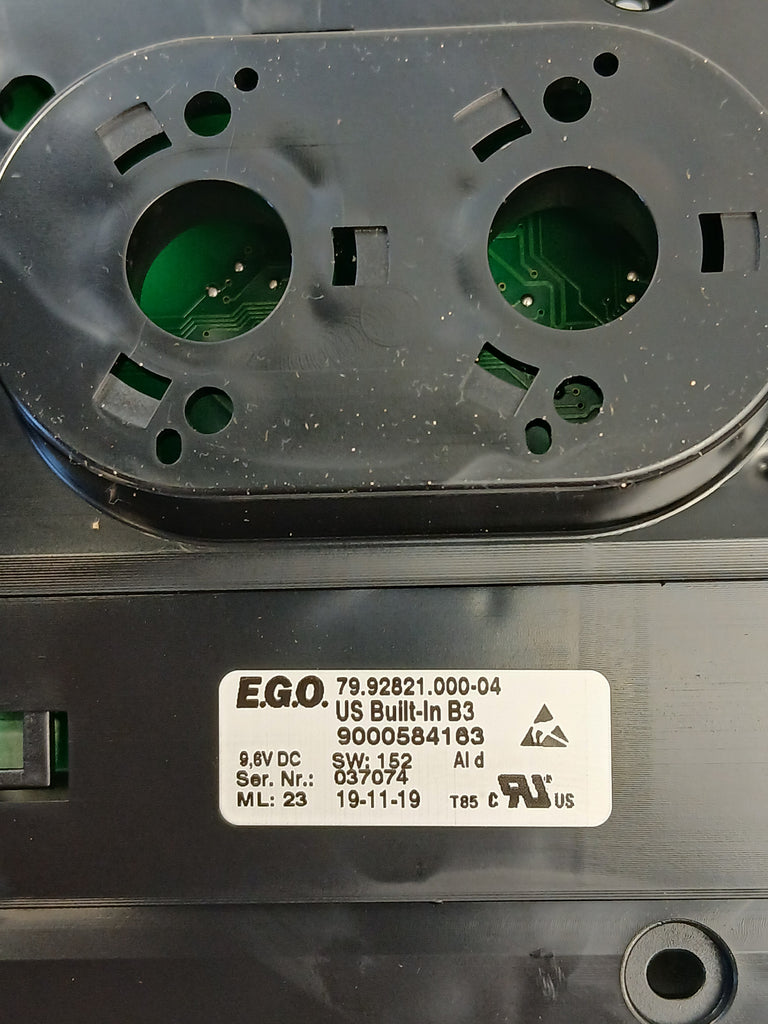 E.G.O. 79.92821.000-04
US Built-In B3
9000584163
9,6V DC SW: 152 AI d
Ser. Nr.: 037074
ML: 23 19-11-19 T85 c RU US